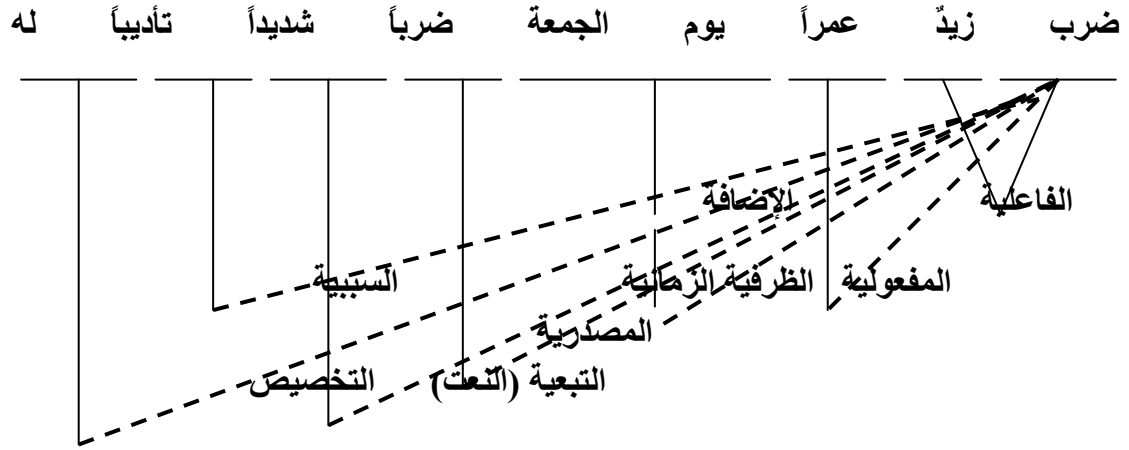 ضرب زيدٌ عمراً يوم الجمعة ضرباً شديداً تأديباً له
الفاعلية الإضافة
المفعولية الظرفية الزمانية السببية
المصدرية
التبعية (النعت) التخصيص